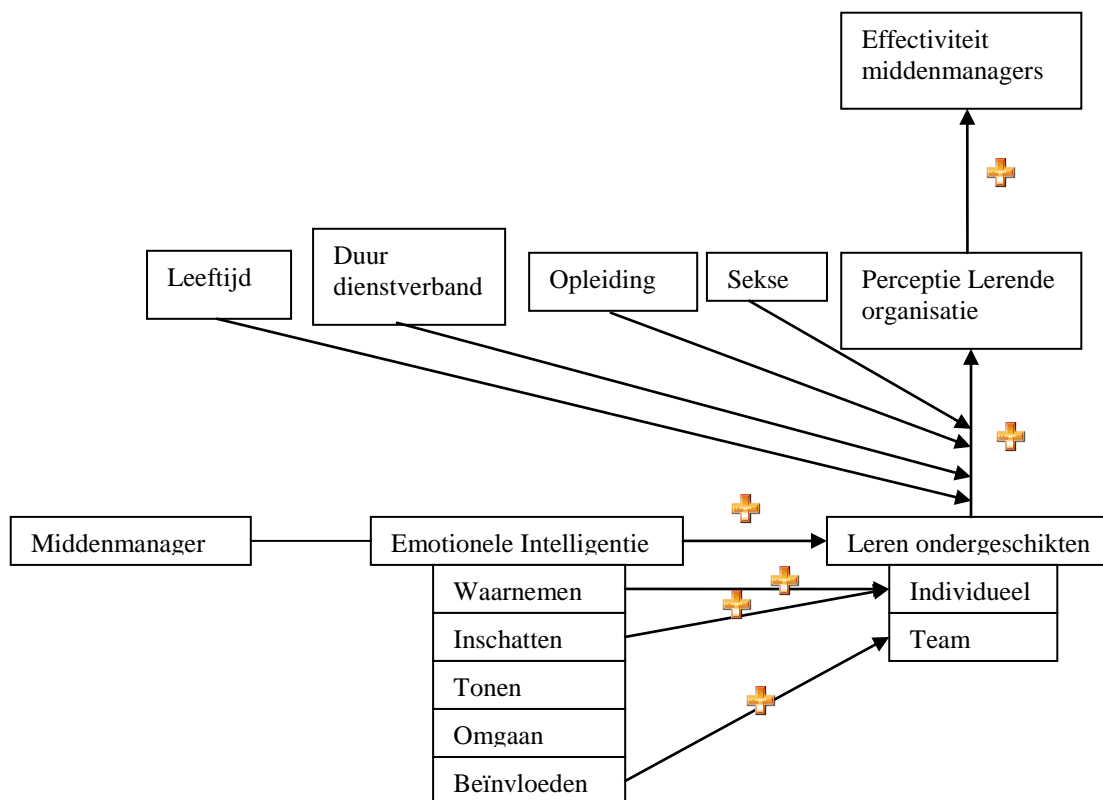 Effectiviteit
middenmanagers
Leeftijd
Duur
dienstverband
Opleiding
Sekse
Perceptie Lerende
organisatie
Middenmanager
Emotionele Intelligentie
Leren ondergeschikten
Waarnemen
Individueel
Inschatten
Team
Tonen
Omgaan
Beïnvloeden